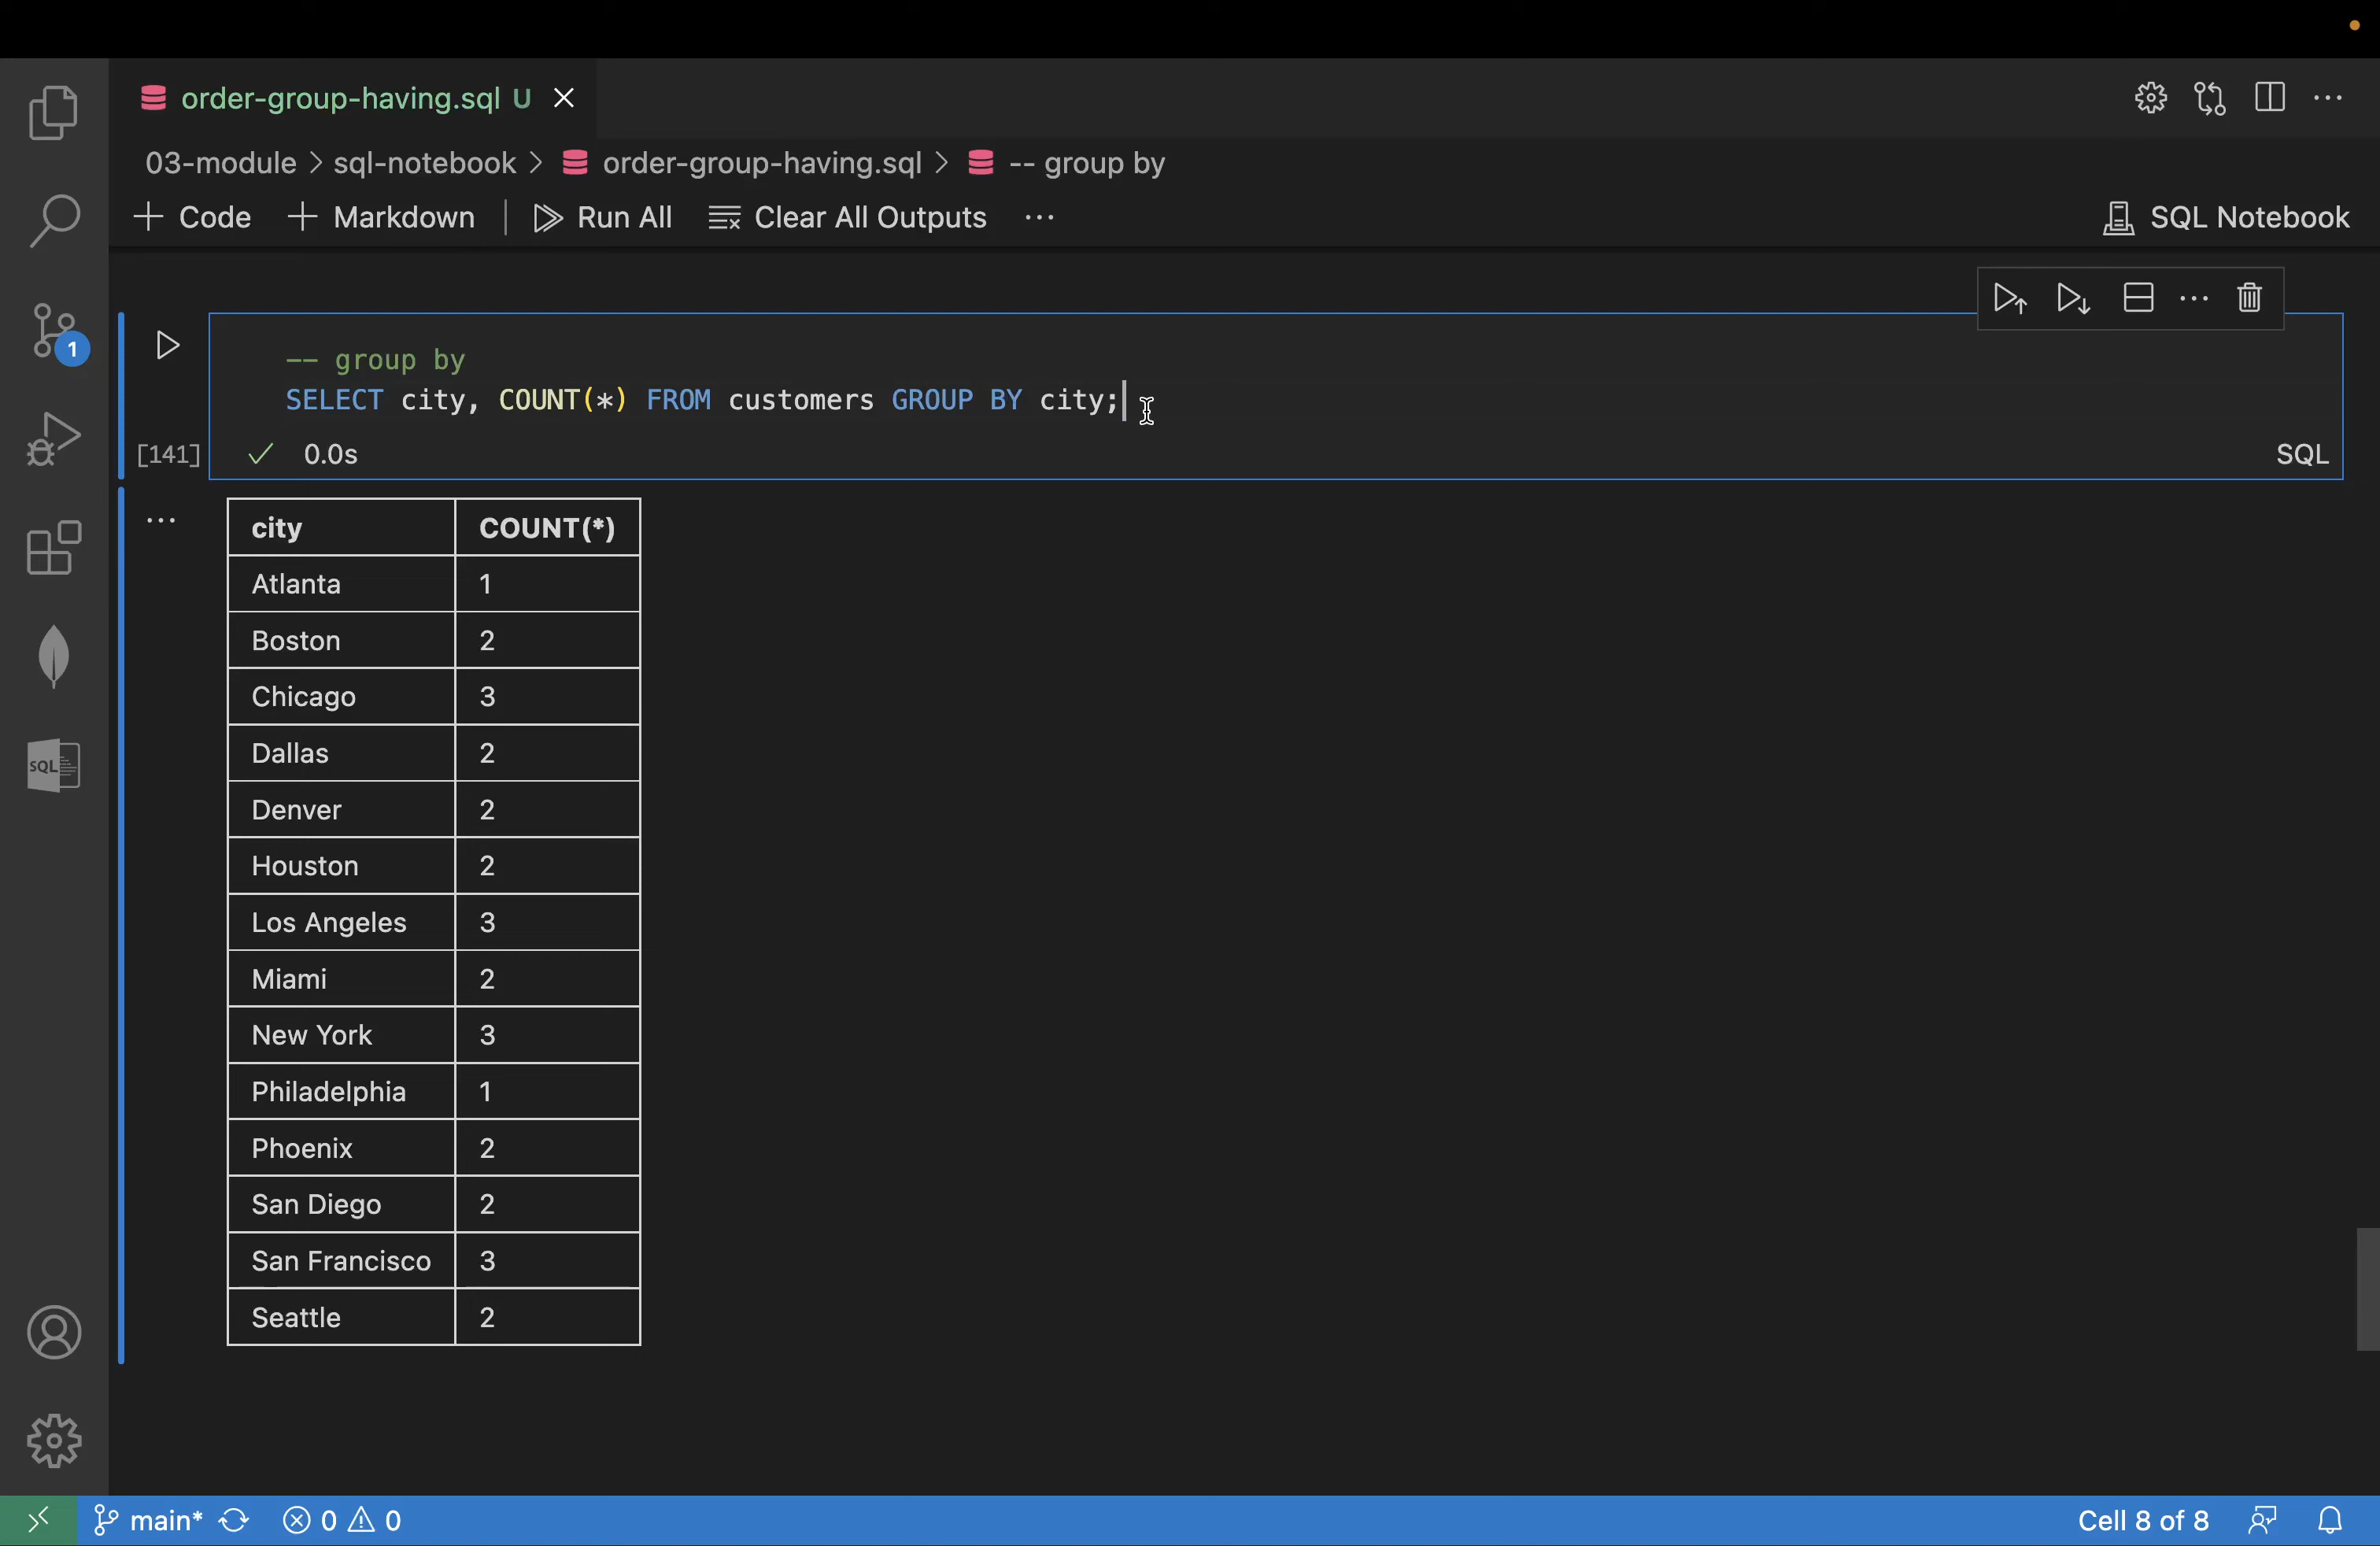 order-group-having.sql U
03-module > sql-notebook > order-group-having.sql > -- group by
+ Code + Markdown | Run All Clear All Outputs ... SQL Notebook
-- group by
SELECT city, COUNT(*) FROM customers GROUP BY city;
[141] 0.0s SQL
city COUNT(*)
Atlanta 1
Boston 2
Chicago 3
Dallas 2
Denver 2
Houston 2
Los Angeles 3
Miami 2
New York 3
Philadelphia 1
Phoenix 2
San Diego 2
San Francisco 3
Seattle 2
1
SQL
main* 0 0 Cell 8 of 8